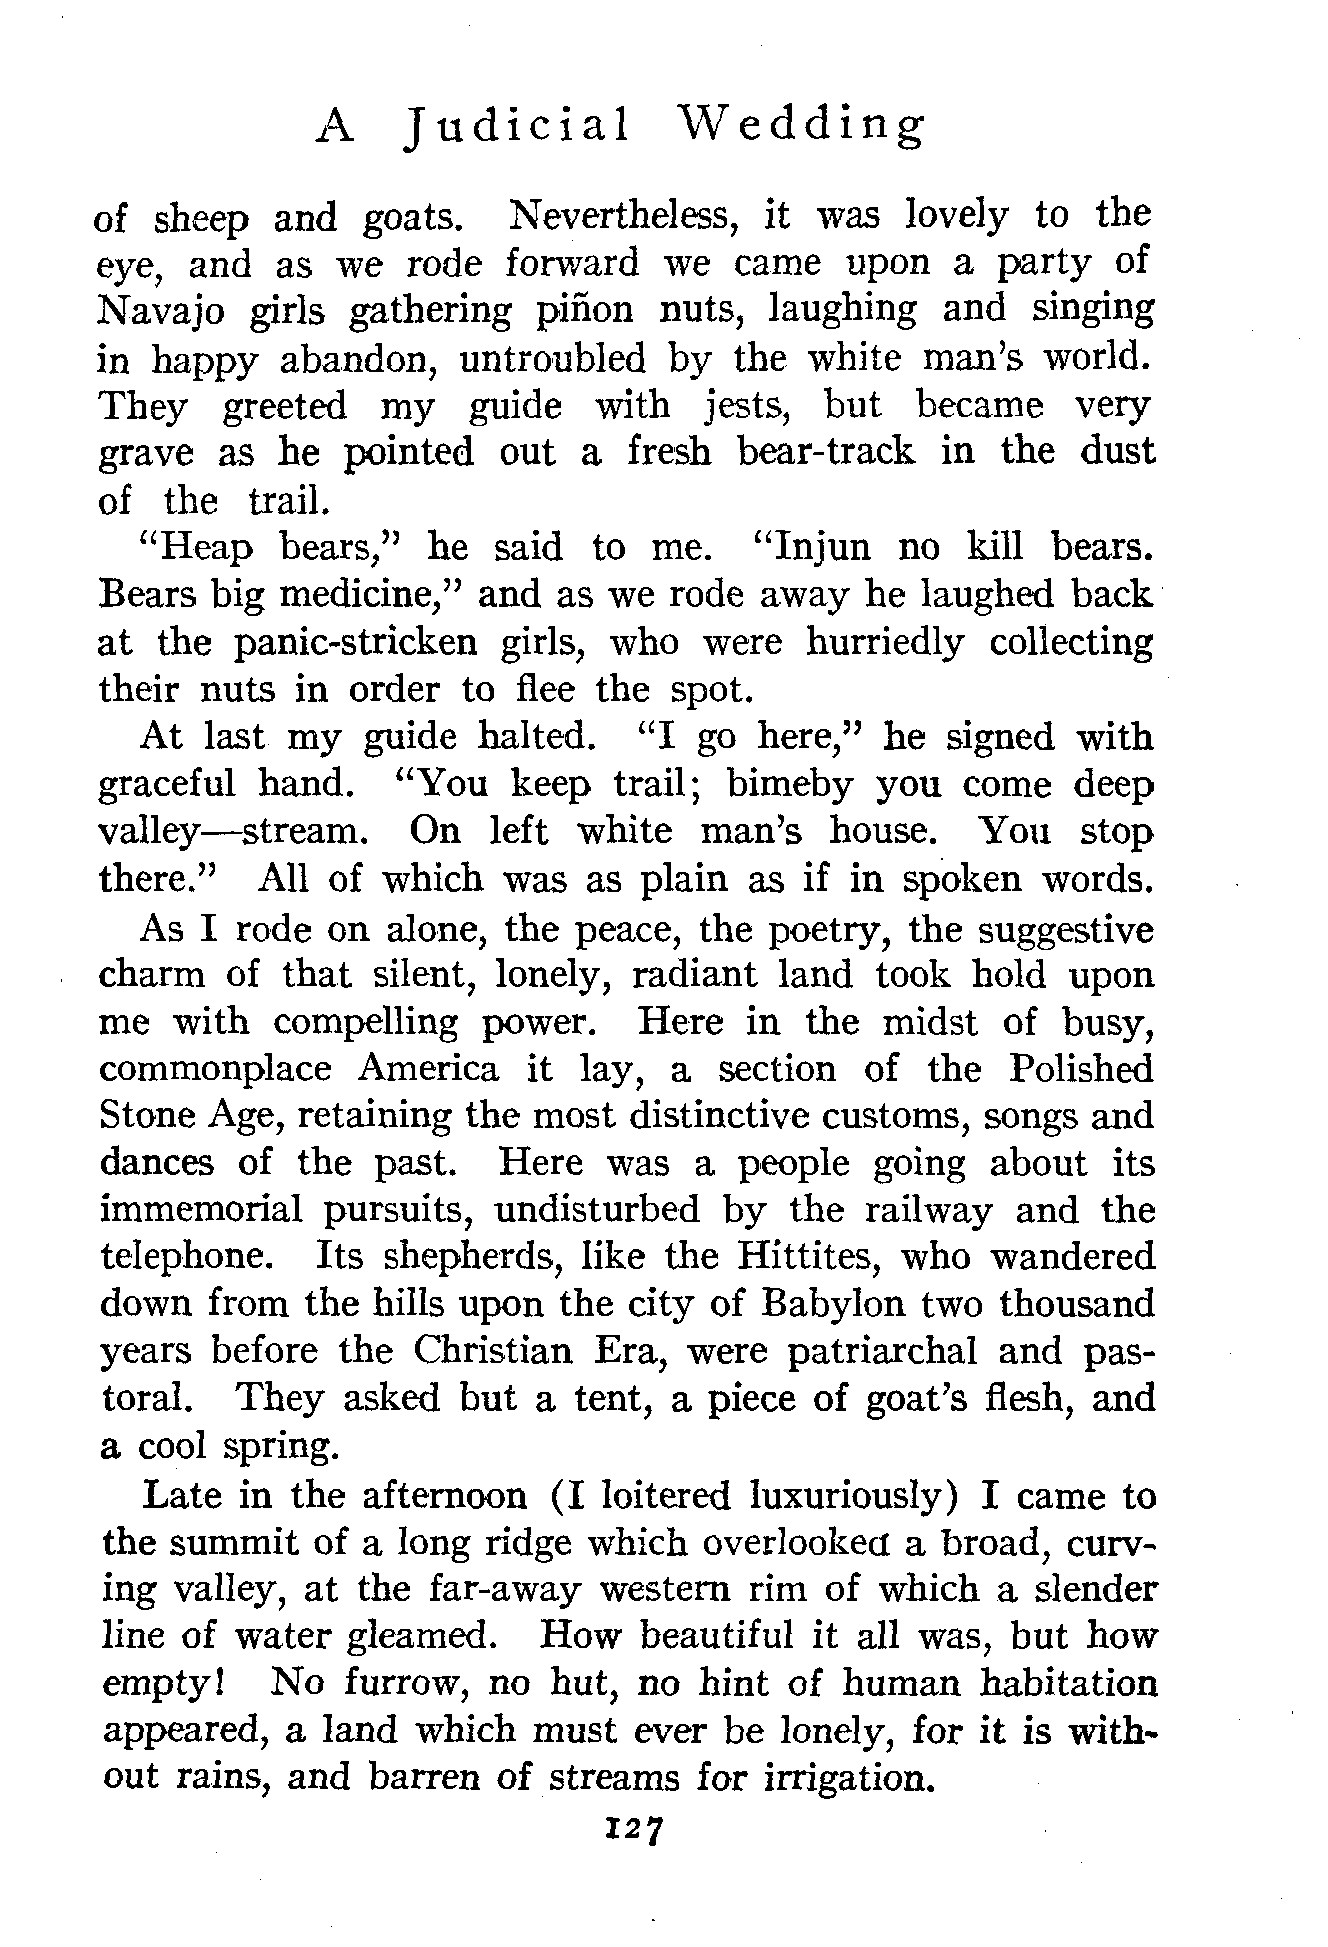 A Judicial Wedding
of sheep and goats. Nevertheless, it was lovely to the
eye, and as we rode forward we came upon a party of
Navajo girls gathering piñon nuts, laughing and singing
in happy abandon, untroubled by the white man's world.
They greeted my guide with jests, but became very
grave as he pointed out a fresh bear-track in the dust
of the trail.
"Heap bears," he said to me. "Injun no kill bears.
Bears big medicine," and as we rode away he laughed back
at the panic-stricken girls, who were hurriedly collecting
their nuts in order to flee the spot.
At last my guide halted. "I go here," he signed with
graceful hand. "You keep trail; bimeby you come deep
valley—stream. On left white man's house. You stop
there." All of which was as plain as if in spoken words.
As I rode on alone, the peace, the poetry, the suggestive
charm of that silent, lonely, radiant land took hold upon
me with compelling power. Here in the midst of busy,
commonplace America it lay, a section of the Polished
Stone Age, retaining the most distinctive customs, songs and
dances of the past. Here was a people going about its
immemorial pursuits, undisturbed by the railway and the
telephone. Its shepherds, like the Hittites, who wandered
down from the hills upon the city of Babylon two thousand
years before the Christian Era, were patriarchal and pas-
toral. They asked but a tent, a piece of goat's flesh, and
a cool spring.
Late in the afternoon (I loitered luxuriously) I came to
the summit of a long ridge which overlooked a broad, curv-
ing valley, at the far-away western rim of which a slender
line of water gleamed. How beautiful it all was, but how
empty! No furrow, no hut, no hint of human habitation
appeared, a land which must ever be lonely, for it is with-
out rains, and barren of streams for irrigation.
127